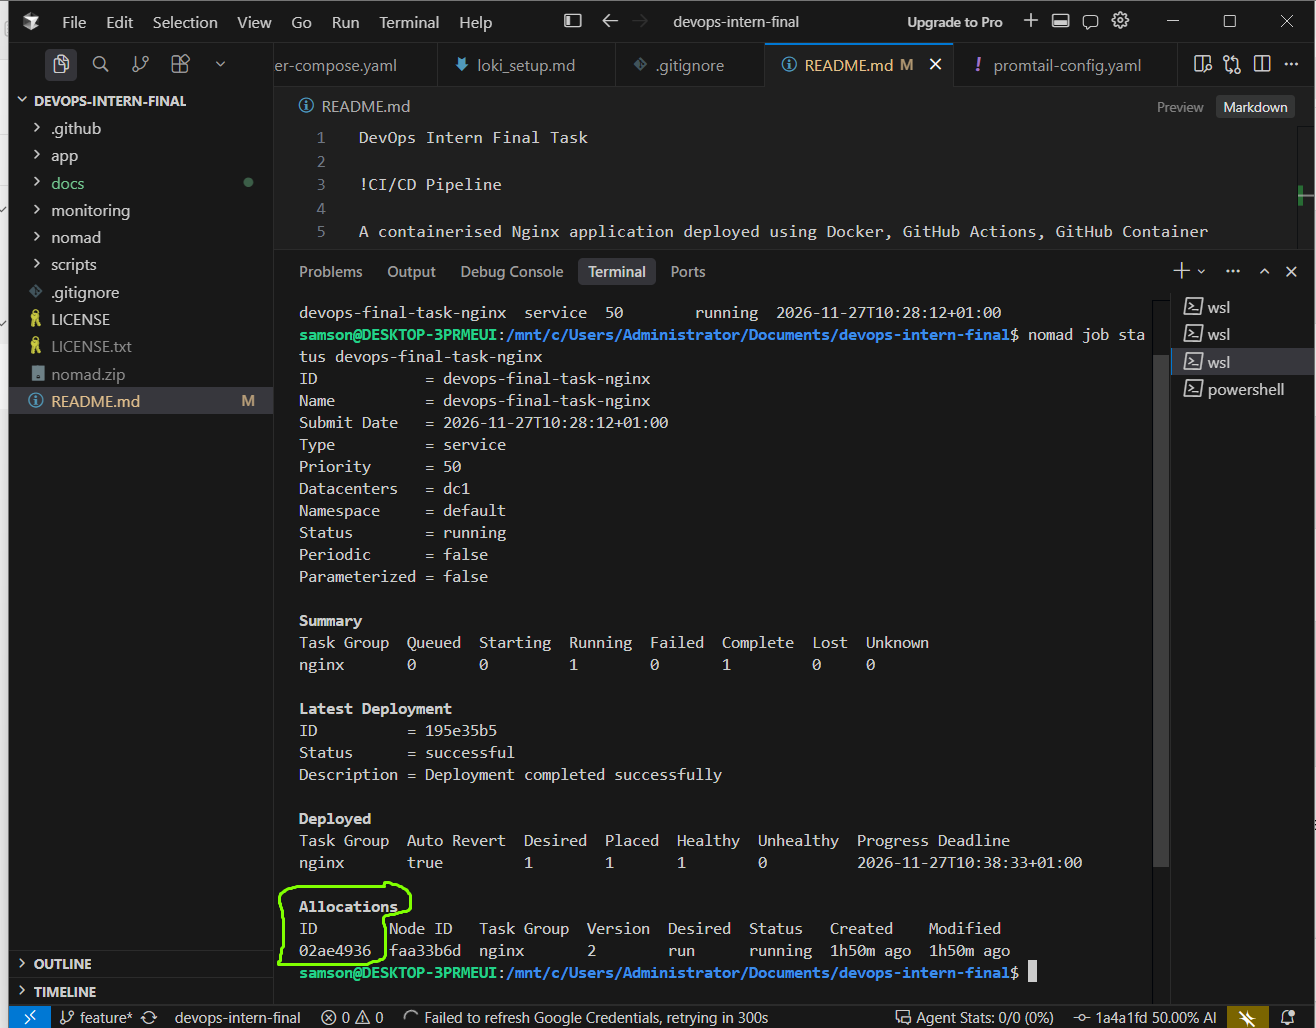 File Edit Selection View Go Run Terminal Help devops-intern-final Upgrade to Pro
er-compose.yaml loki_setup.md .gitignore README.md M promtail-config.yaml
DEVOPS-INTERN-FINAL
.github
app
docs
monitoring
nomad
scripts
.gitignore
LICENSE
LICENSE.txt
nomad.zip
README.md M
OUTLINE
TIMELINE
README.md Preview Markdown
1 DevOps Intern Final Task
2
3 !CI/CD Pipeline
4
5 A containerised Nginx application deployed using Docker, GitHub Actions, GitHub Container
Problems Output Debug Console Terminal Ports
devops-final-task-nginx service 50 running 2026-11-27T10:28:12+01:00
samson@DESKTOP-3PRMEUI:/mnt/c/Users/Administrator/Documents/devops-intern-final$ nomad job sta
tus devops-final-task-nginx
ID = devops-final-task-nginx
Name = devops-final-task-nginx
Submit Date = 2026-11-27T10:28:12+01:00
Type = service
Priority = 50
Datacenters = dc1
Namespace = default
Status = running
Periodic = false
Parameterized = false
Summary
Task Group Queued Starting Running Failed Complete Lost Unknown
nginx 0 0 1 0 1 0 0
Latest Deployment
ID = 195e35b5
Status = successful
Description = Deployment completed successfully
Deployed
Task Group Auto Revert Desired Placed Healthy Unhealthy Progress Deadline
nginx true 1 1 1 0 2026-11-27T10:38:33+01:00
Allocations
ID Node ID Task Group Version Desired Status Created Modified
02ae4936 faa33b6d nginx 2 run running 1h50m ago 1h50m ago
samson@DESKTOP-3PRMEUI:/mnt/c/Users/Administrator/Documents/devops-intern-final$
wsl
wsl
wsl
powershell
feature* devops-intern-final 0 0 Failed to refresh Google Credentials, retrying in 300s Agent Stats: 0/0 (0%) 1a4a1fd 50.00% AI